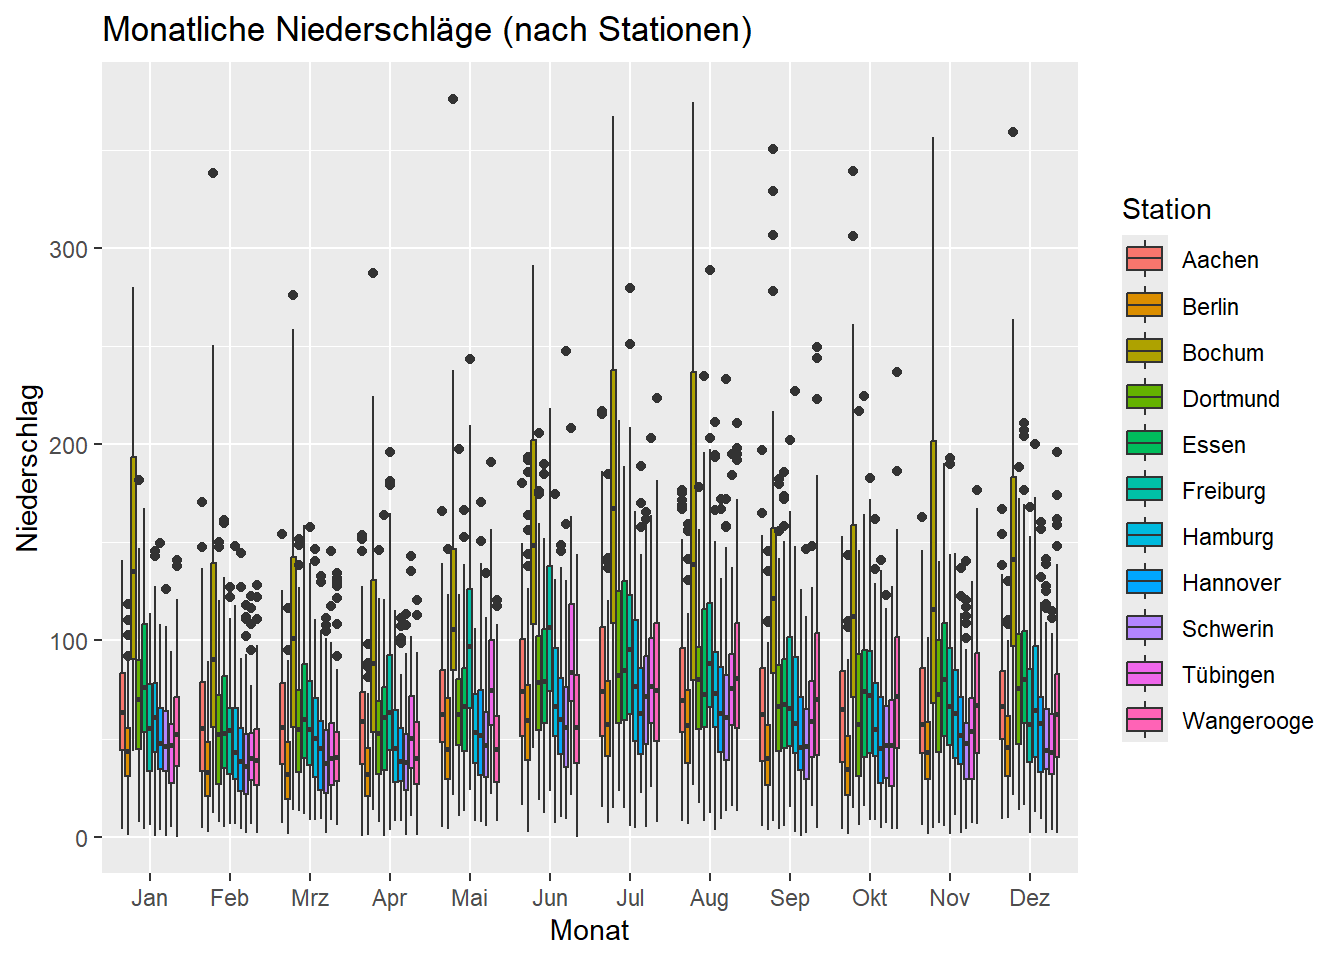 Monatliche Niederschläge (nach Stationen)
Niederschlag
300
200
100
0
Jan Feb Mrz Apr Mai Jun Jul Aug Sep Okt Nov Dez
Monat
Station
Aachen
Berlin
Bochum
Dortmund
Essen
Freiburg
Hamburg
Hannover
Schwerin
Tübingen
Wangerooge